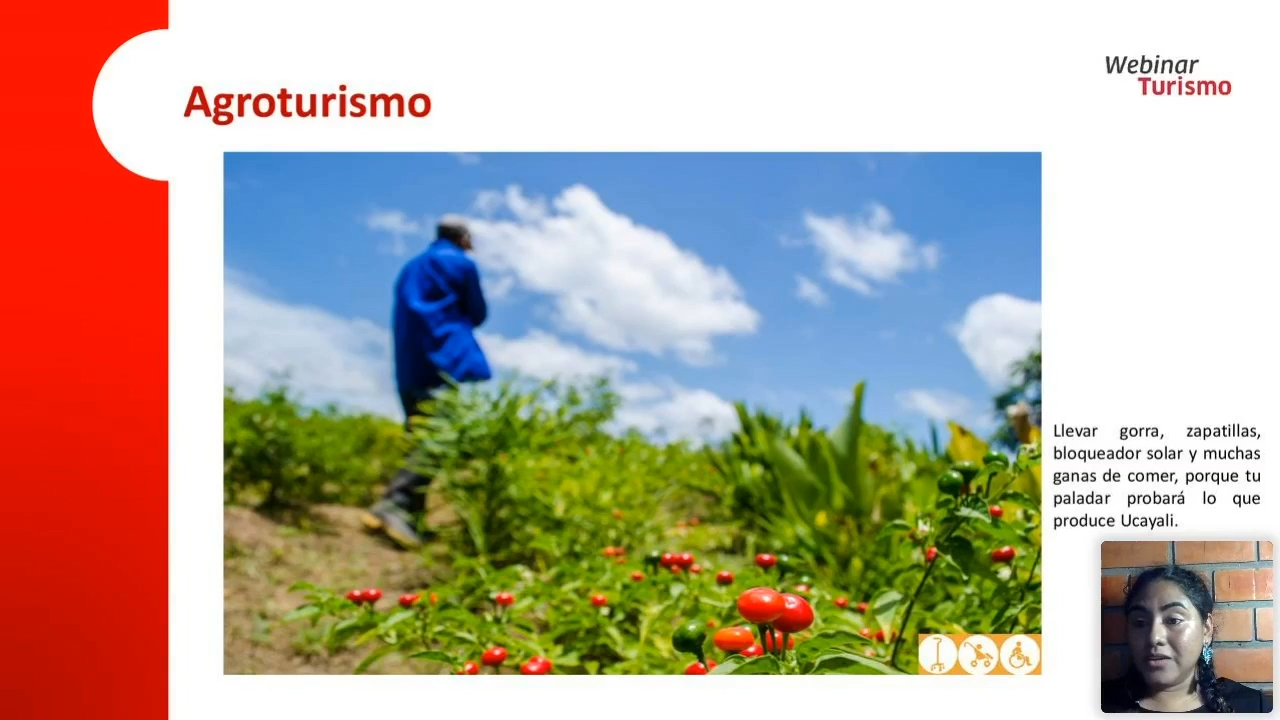 Webinar
Turismo
Agroturismo
Llevar gorra, zapatillas,
bloqueador solar y muchas
ganas de comer, porque tu
paladar probará lo que
produce Ucayali.